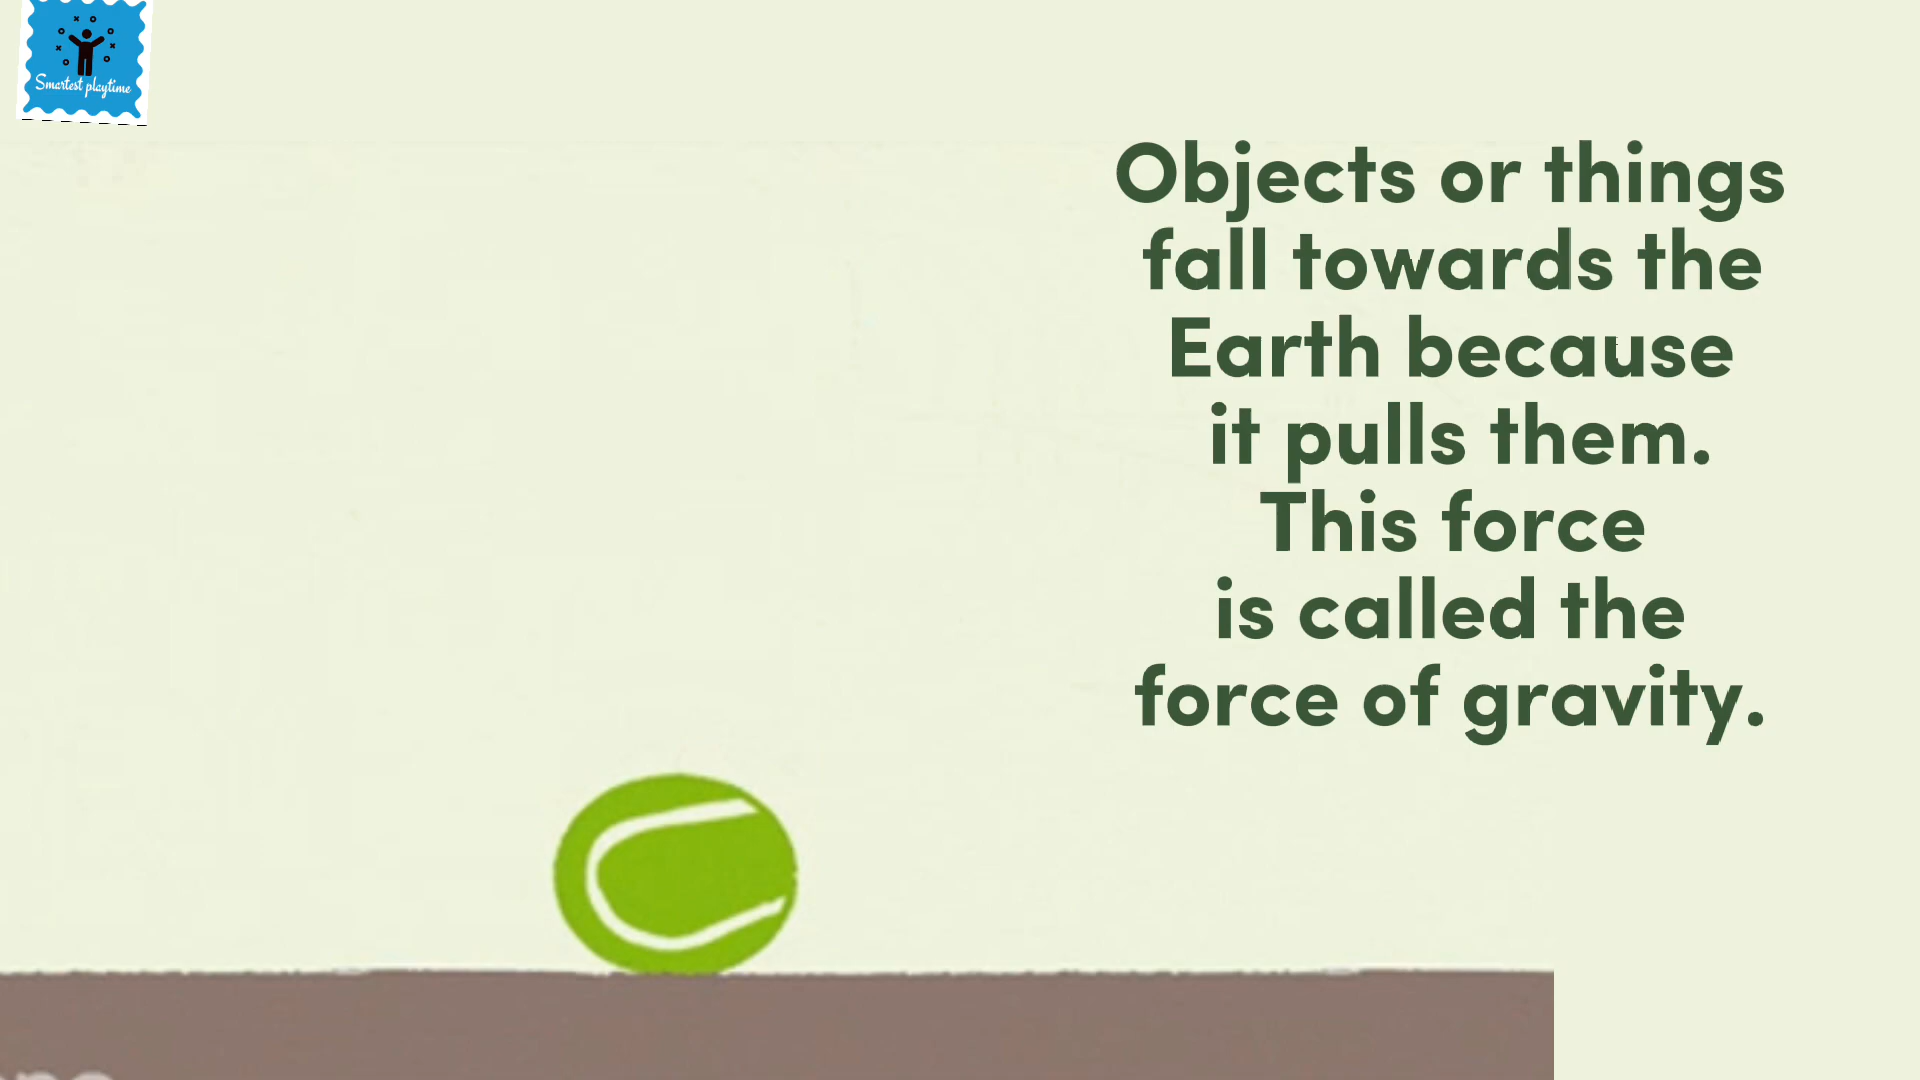 Smartest playtime
Objects or things
fall towards the
Earth because
it pulls them.
This force
is called the
force of gravity.